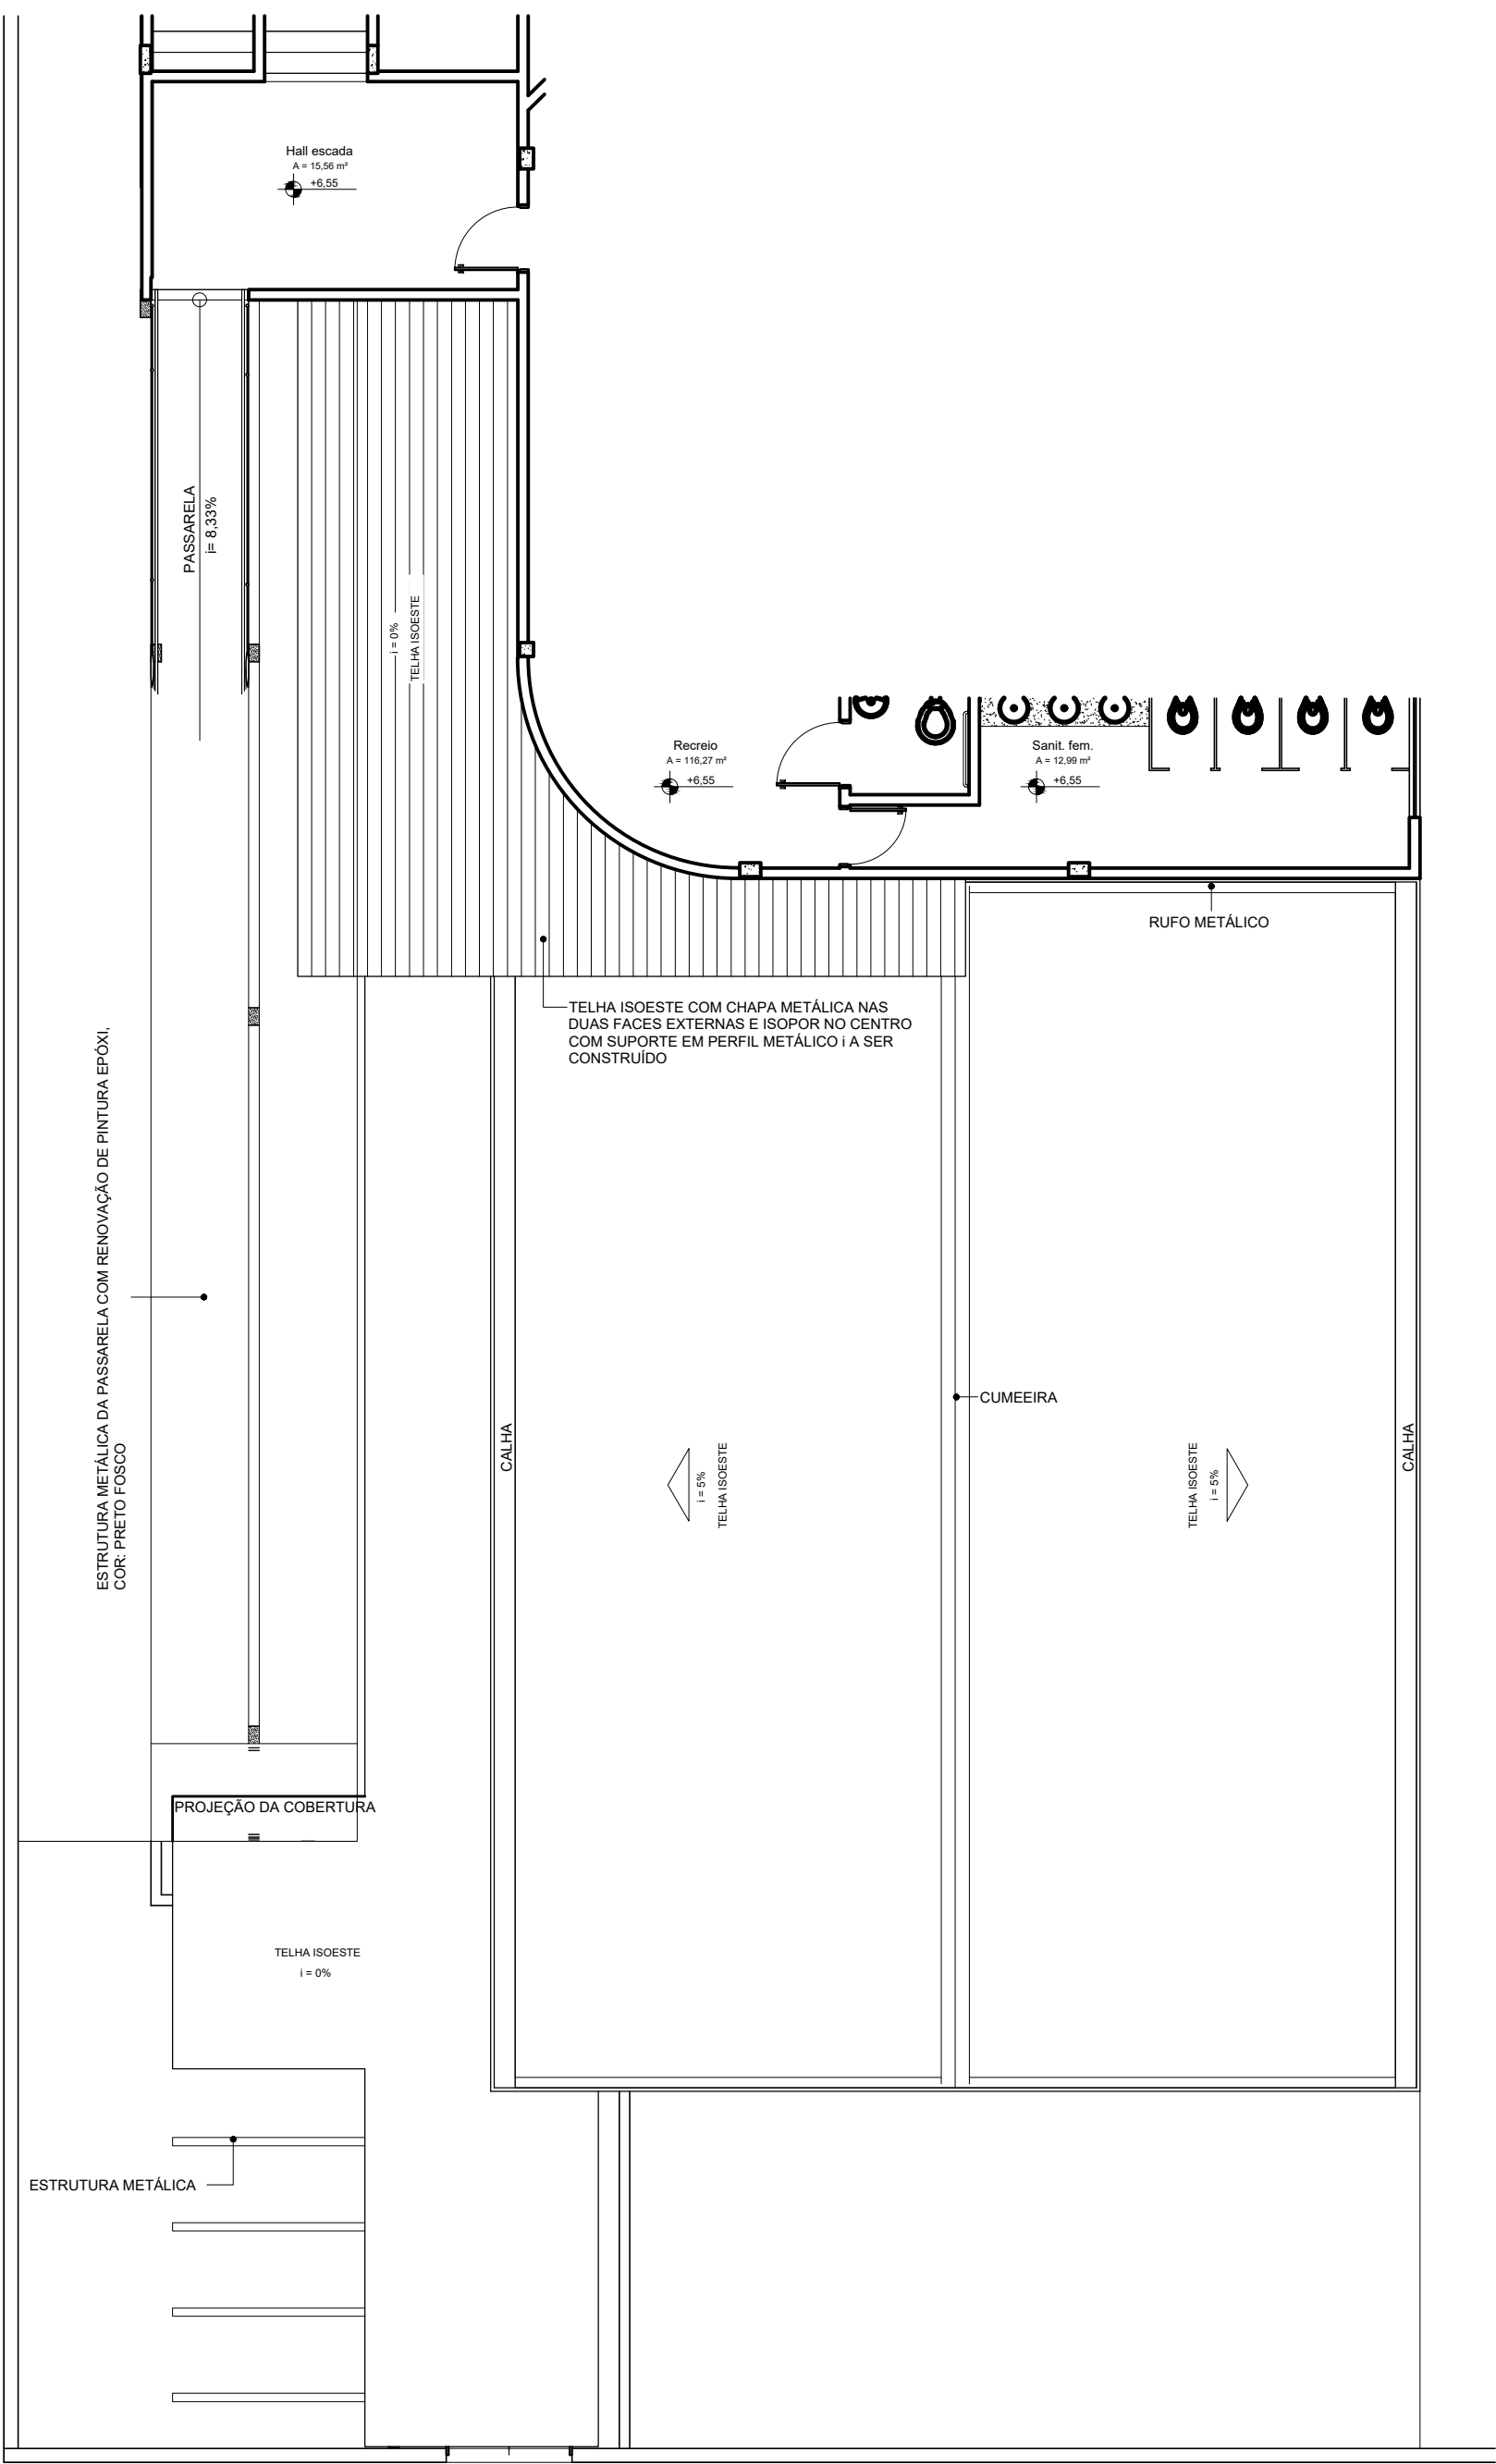 Hall escada
A = 15,56 m²
+6,55
PASSARELA
i= 8,33%
i = 0%
TELHA ISOESTE
Recreio
A = 116,27 m²
+6,55
Sanit. fem.
A = 12,99 m²
+6,55
RUFO METÁLICO
TELHA ISOESTE COM CHAPA METÁLICA NAS
DUAS FACES EXTERNAS E ISOPOR NO CENTRO
COM SUPORTE EM PERFIL METÁLICO i A SER
CONSTRUÍDO
ESTRUTURA METÁLICA DA PASSARELA COM RENOVAÇÃO DE PINTURA EPÓXI,
COR: PRETO FOSCO
CALHA
i = 5%
TELHA ISOESTE
CUMEEIRA
TELHA ISOESTE
i = 5%
CALHA
PROJEÇÃO DA COBERTURA
TELHA ISOESTE
i = 0%
ESTRUTURA METÁLICA